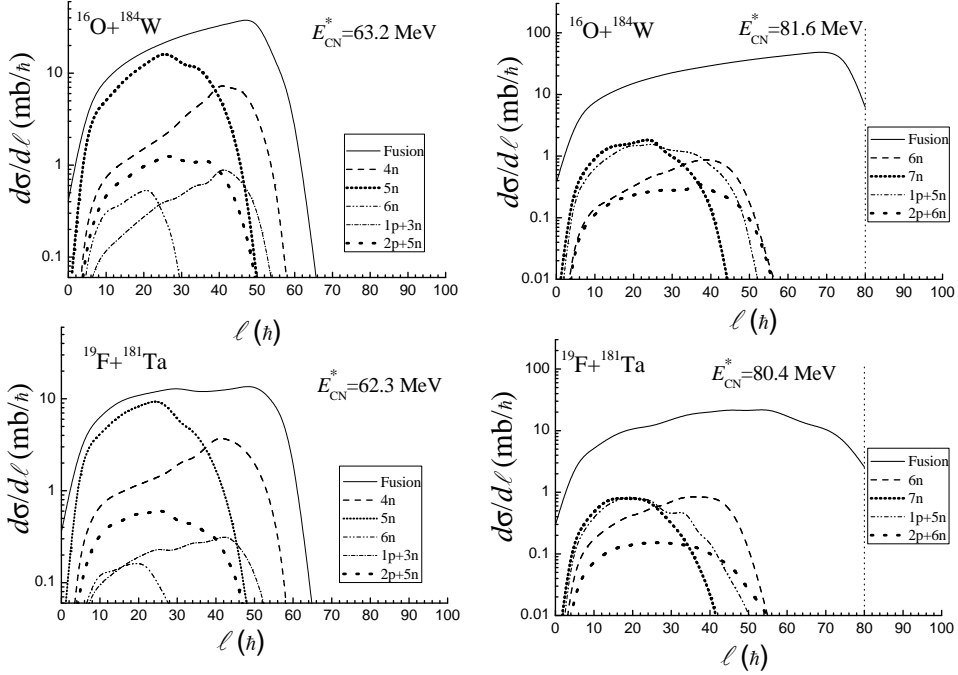 ¹⁶O+¹⁸⁴W
E*CN=63.2 MeV
dσ/dℓ (mb/ħ)
10
1
0.1
0 10 20 30 40 50 60 70 80 90 100
ℓ (ħ)
Fusion
4n
5n
6n
1p+3n
2p+5n
¹⁶O+¹⁸⁴W
E*CN=81.6 MeV
dσ/dℓ (mb/ħ)
100
10
1
0.1
0.01
0 10 20 30 40 50 60 70 80 90 100
ℓ (ħ)
Fusion
6n
7n
1p+5n
2p+6n
¹⁹F+¹⁸¹Ta
E*CN=62.3 MeV
dσ/dℓ (mb/ħ)
10
1
0.1
0 10 20 30 40 50 60 70 80 90 100
ℓ (ħ)
Fusion
4n
5n
6n
1p+3n
2p+5n
¹⁹F+¹⁸¹Ta
E*CN=80.4 MeV
dσ/dℓ (mb/ħ)
100
10
1
0.1
0.01
0 10 20 30 40 50 60 70 80 90 100
ℓ (ħ)
Fusion
6n
7n
1p+5n
2p+6n